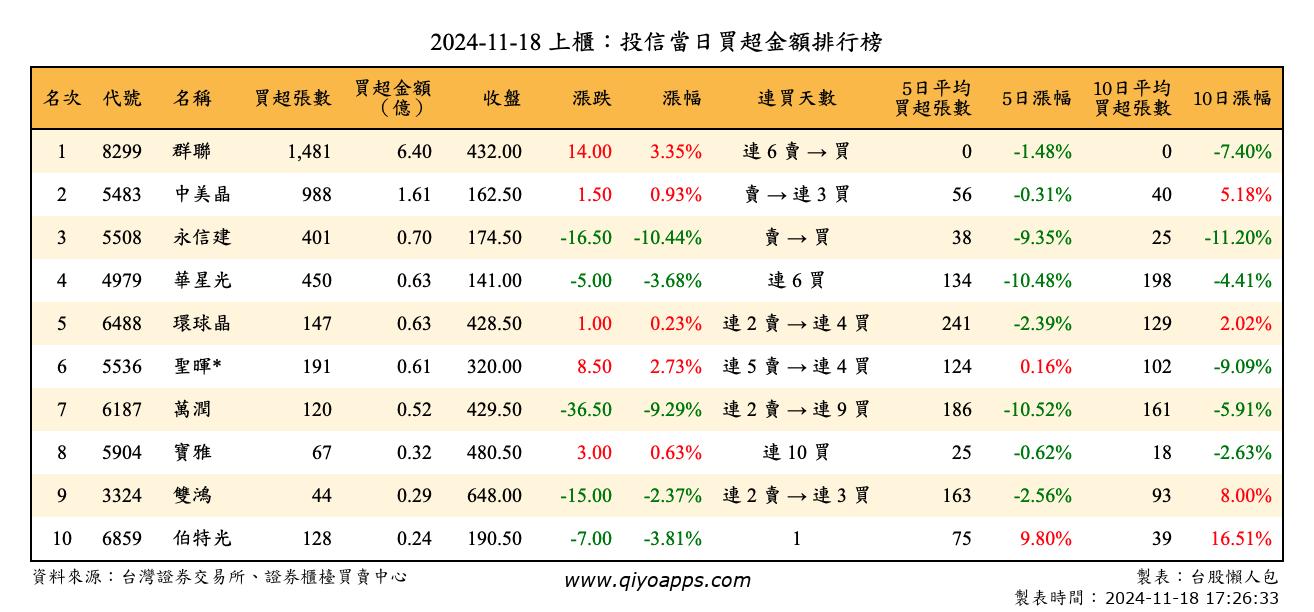 2024-11-18 上櫃：投信當日買超金額排行榜
名次 代號 名稱 買超張數 買超金額（億） 收盤 漲跌 漲幅 連買天數 5日平均買超張數 5日漲幅 10日平均買超張數 10日漲幅
1 8299 群聯 1,481 6.40 432.00 14.00 3.35% 連 6 賣 → 買 0 -1.48% 0 -7.40%
2 5483 中美晶 988 1.61 162.50 1.50 0.93% 賣 → 連 3 買 56 -0.31% 40 5.18%
3 5508 永信建 401 0.70 174.50 -16.50 -10.44% 賣 → 買 38 -9.35% 25 -11.20%
4 4979 華星光 450 0.63 141.00 -5.00 -3.68% 連 6 買 134 -10.48% 198 -4.41%
5 6488 環球晶 147 0.63 428.50 1.00 0.23% 連 2 賣 → 連 4 買 241 -2.39% 129 2.02%
6 5536 聖暉* 191 0.61 320.00 8.50 2.73% 連 5 賣 → 連 4 買 124 0.16% 102 -9.09%
7 6187 萬潤 120 0.52 429.50 -36.50 -9.29% 連 2 賣 → 連 9 買 186 -10.52% 161 -5.91%
8 5904 寶雅 67 0.32 480.50 3.00 0.63% 連 10 買 25 -0.62% 18 -2.63%
9 3324 雙鴻 44 0.29 648.00 -15.00 -2.37% 連 2 賣 → 連 3 買 163 -2.56% 93 8.00%
10 6859 伯特光 128 0.24 190.50 -7.00 -3.81% 1 75 9.80% 39 16.51%
資料來源：台灣證券交易所、證券櫃檯買賣中心 www.qiyoapps.com 製表：台股懶人包
製表時間：2024-11-18 17:26:33